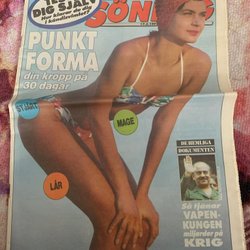 DIG SJÄLV
SÖN
PUNKT
FORMA
din kropp på
30 dagar
STJÄRT
MAGE
LÅR
DE HEMLIGA
DOKUMENTEN
Så tjänar
VAPEN-
KUNGEN
miljarder på
KRIG